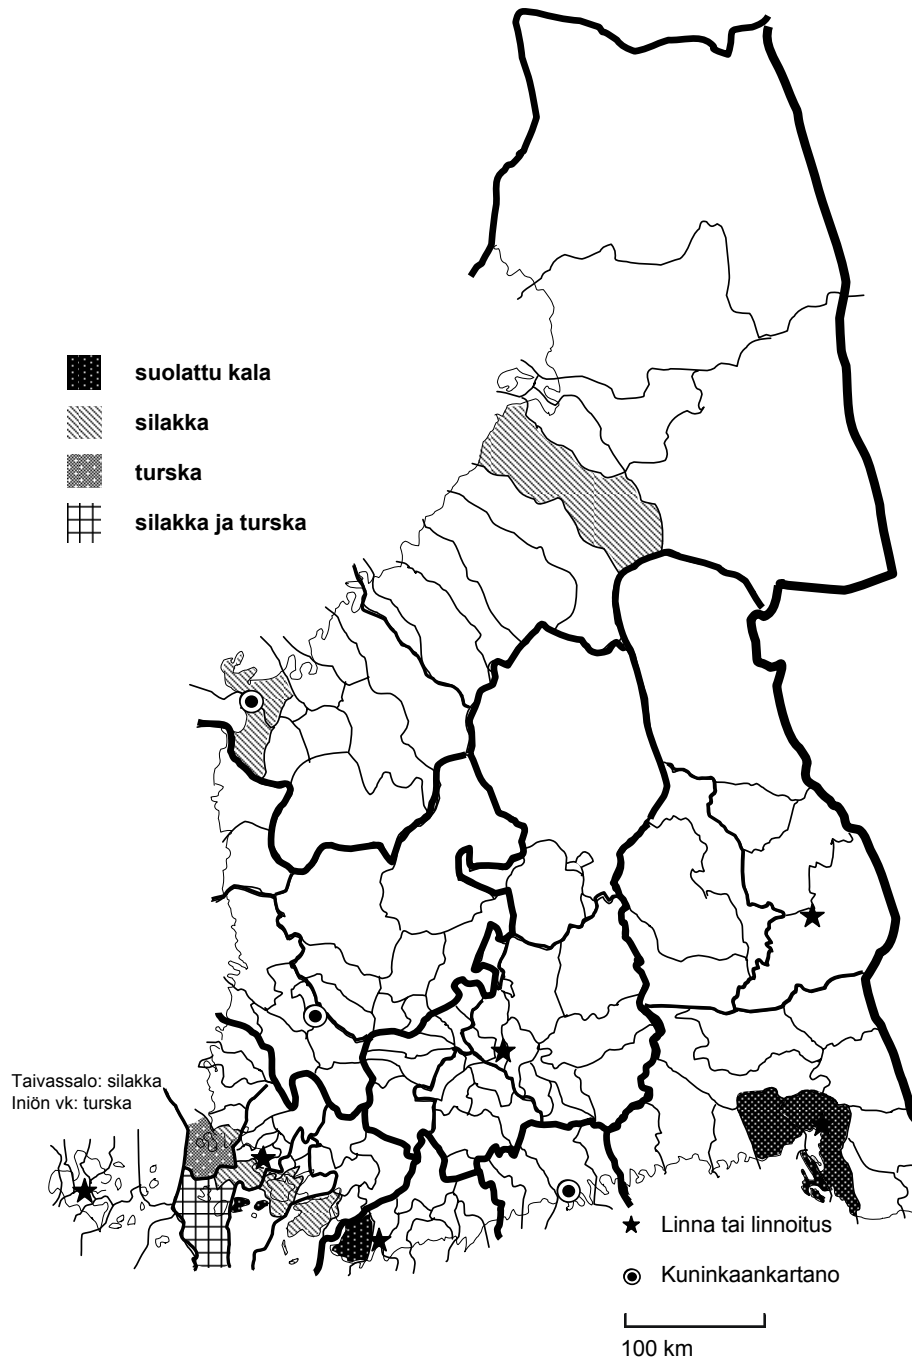 suolattu kala
silakka
turska
silakka ja turska
Taivassalo: silakka
Iniön vk: turska
Linna tai linnoitus
Kuninkaankartano
100 km